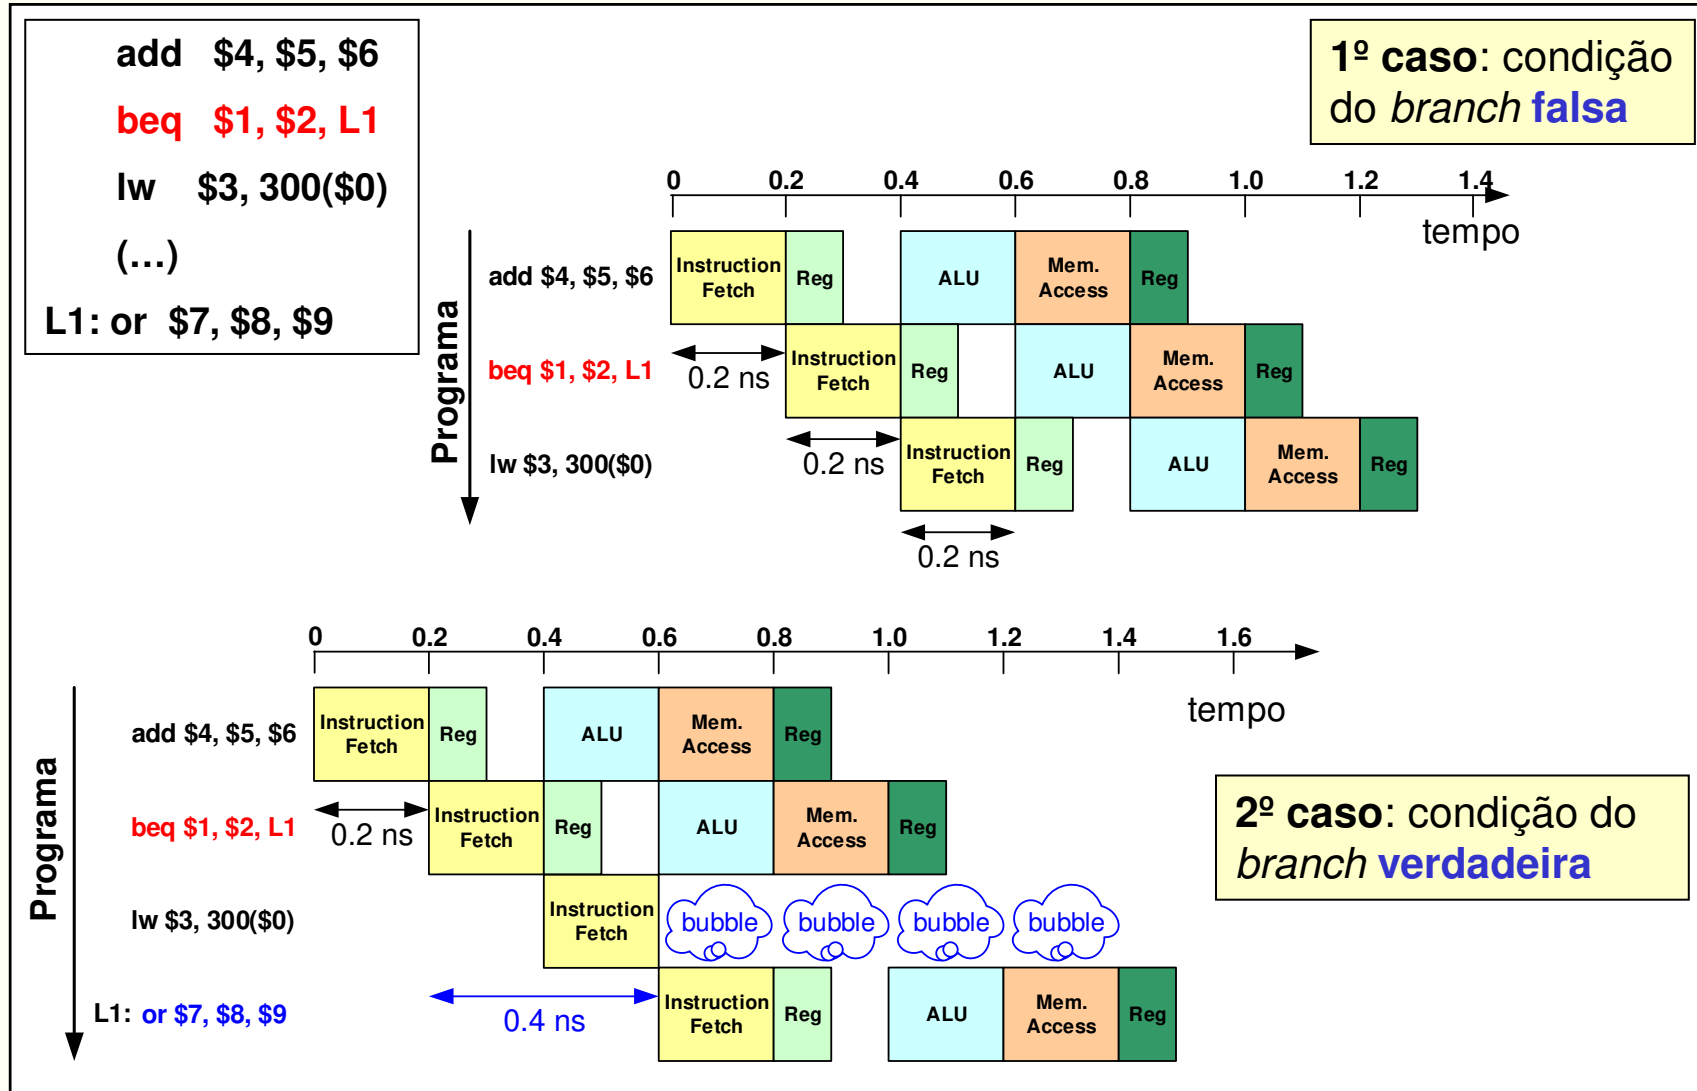 add $4, $5, $6
beq $1, $2, L1
lw $3, 300($0)
(…)
L1: or $7, $8, $9
1º caso: condição
do branch falsa
0 0.2 0.4 0.6 0.8 1.0 1.2 1.4
tempo
Programa
add $4, $5, $6
Instruction
Fetch
Reg
ALU
Mem.
Access
Reg
0.2 ns
beq $1, $2, L1
Instruction
Fetch
Reg
ALU
Mem.
Access
Reg
0.2 ns
lw $3, 300($0)
Instruction
Fetch
Reg
ALU
Mem.
Access
Reg
0.2 ns
0 0.2 0.4 0.6 0.8 1.0 1.2 1.4 1.6
tempo
Programa
add $4, $5, $6
Instruction
Fetch
Reg
ALU
Mem.
Access
Reg
0.2 ns
beq $1, $2, L1
Instruction
Fetch
Reg
ALU
Mem.
Access
Reg
2º caso: condição do
branch verdadeira
lw $3, 300($0)
Instruction
Fetch
bubble
bubble
bubble
bubble
L1: or $7, $8, $9
0.4 ns
Instruction
Fetch
Reg
ALU
Mem.
Access
Reg